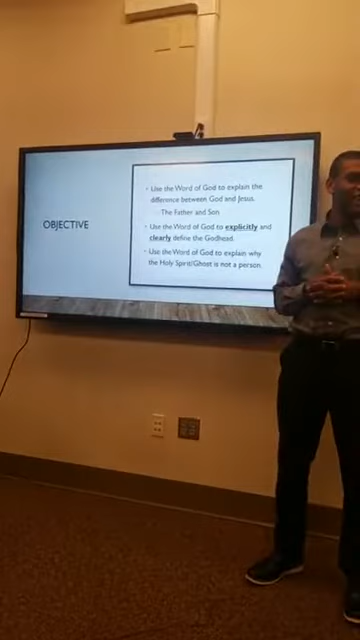 OBJECTIVE
• Use the Word of God to explain the
difference between God and Jesus.
The Father and Son
• Use the Word of God to explicitly and
clearly define the Godhead.
• Use the Word of God to explain why
the Holy Spirit/Ghost is not a person.